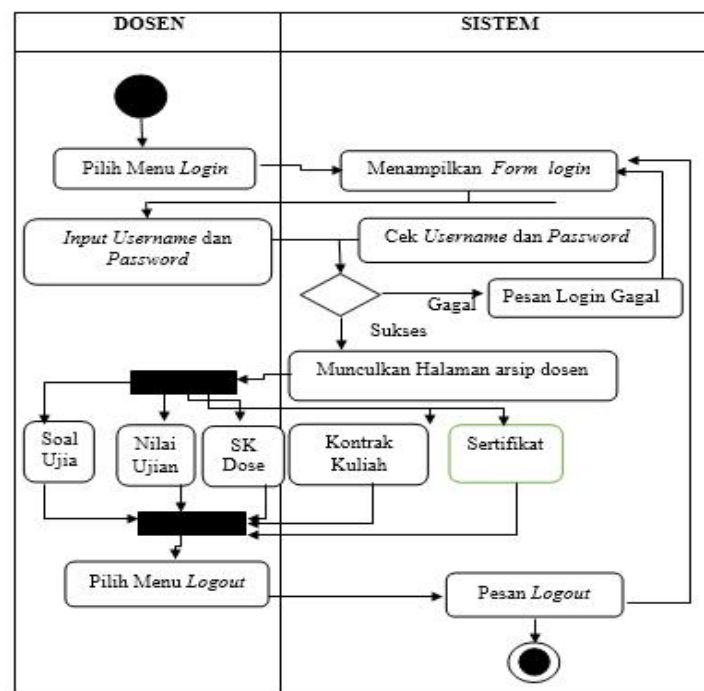 DOSEN
SISTEM
Pilih Menu Login
Menampilkan Form login
Input Username dan
Password
Cek Username dan Password
Gagal
Pesan Login Gagal
Sukses
Munculkan Halaman arsip dosen
Soal
Ujia
Nilai
Ujian
SK
Dose
Kontrak
Kuliah
Sertifikat
Pilih Menu Logout
Pesan Logout